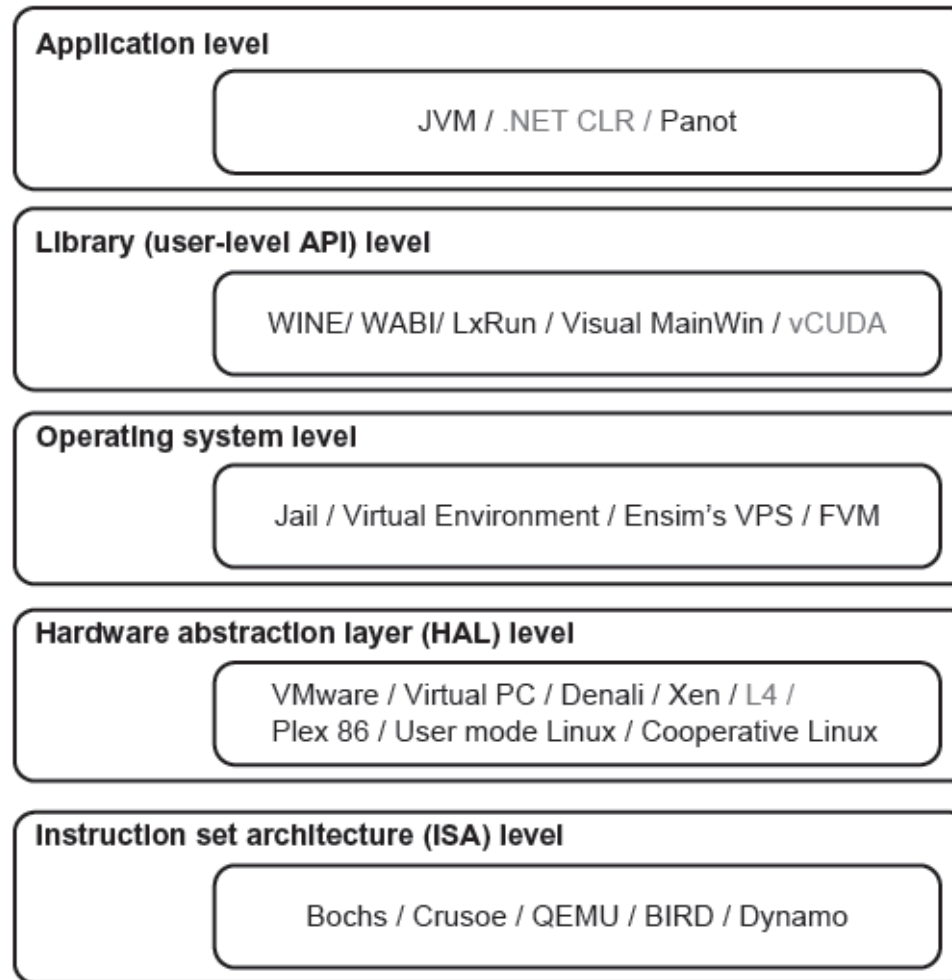 Application level
JVM / .NET CLR / Panot
Library (user-level API) level
WINE/ WABI/ LxRun / Visual MainWin / vCUDA
Operating system level
Jail / Virtual Environment / Ensim's VPS / FVM
Hardware abstraction layer (HAL) level
VMware / Virtual PC / Denali / Xen / L4 /
Plex 86 / User mode Linux / Cooperative Linux
Instruction set architecture (ISA) level
Bochs / Crusoe / QEMU / BIRD / Dynamo